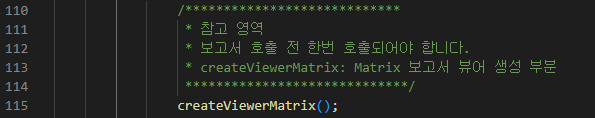 110 /****************************
111 * 참고 영역
112 * 보고서 호출 전 한번 호출되어야 합니다.
113 * createViewerMatrix: Matrix 보고서 뷰어 생성 부분
114 *****************************/
115 createViewerMatrix();